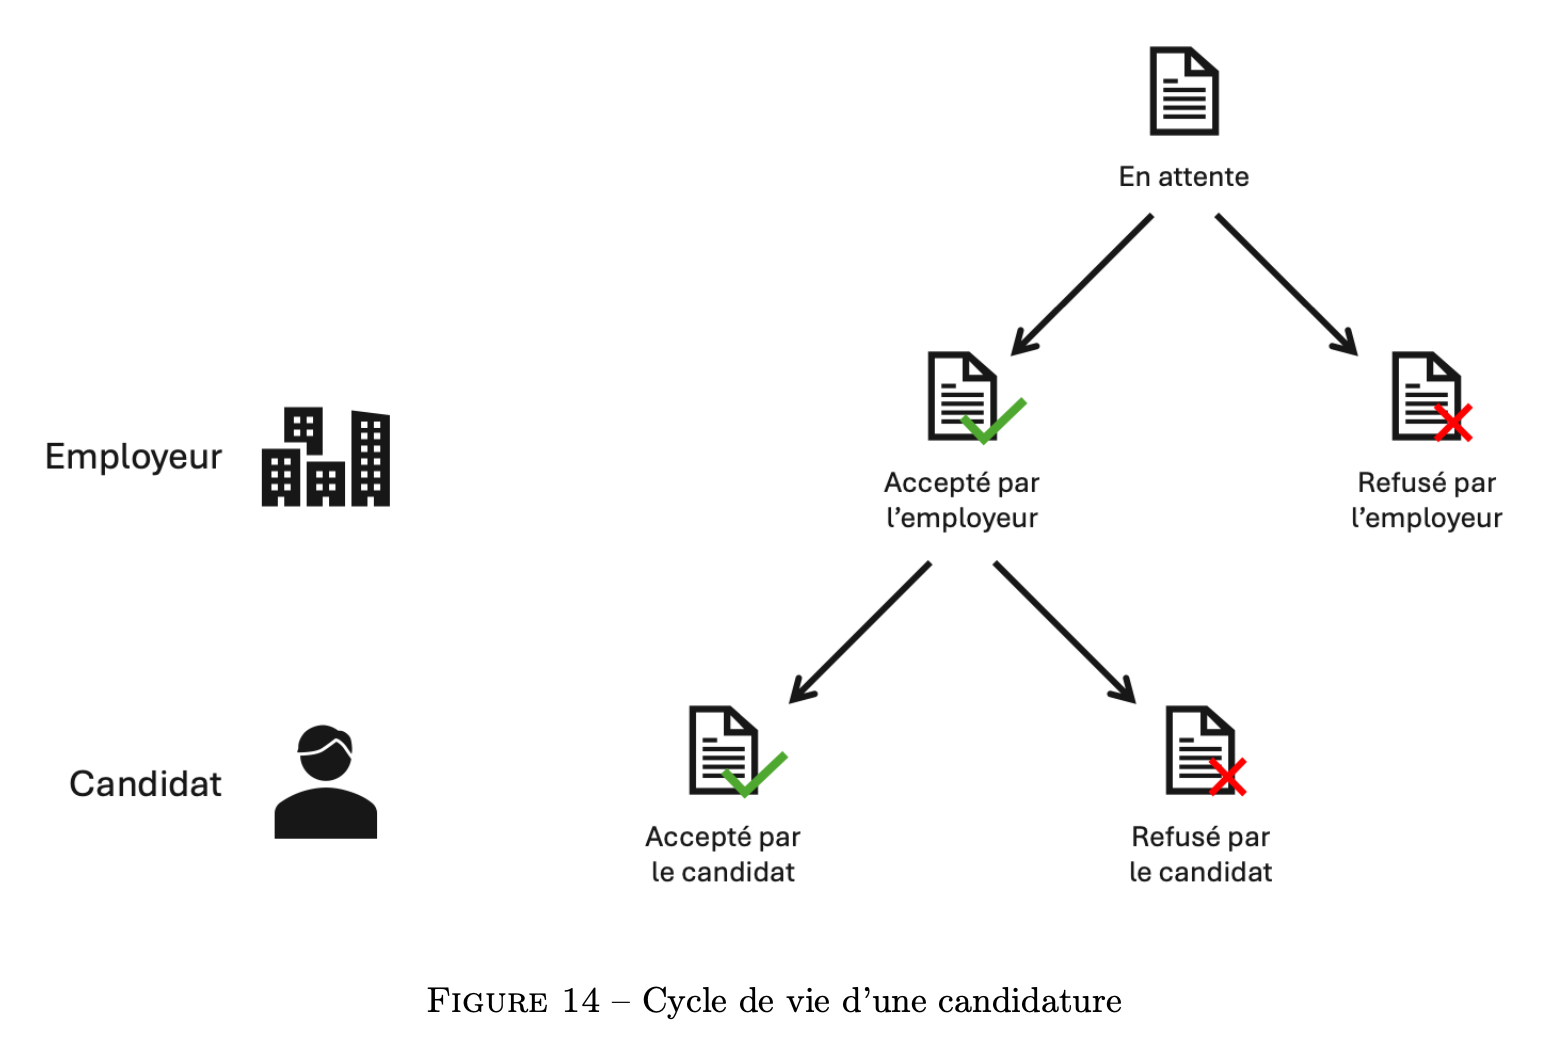 En attente
Employeur
Accepté par
l’employeur
Refusé par
l’employeur
Candidat
Accepté par
le candidat
Refusé par
le candidat
FIGURE 14 – Cycle de vie d’une candidature